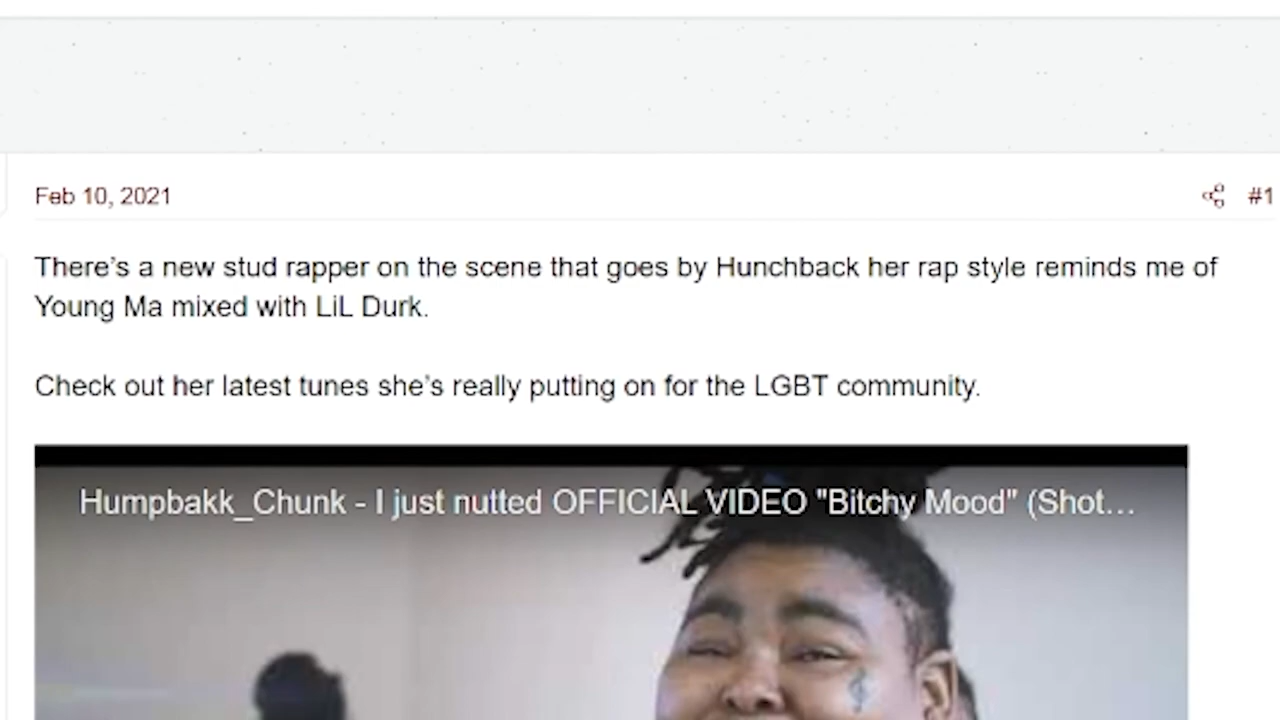 Feb 10, 2021
#1
There's a new stud rapper on the scene that goes by Hunchback her rap style reminds me of
Young Ma mixed with LiL Durk.
Check out her latest tunes she's really putting on for the LGBT community.
Humpbakk_Chunk - I just nutted OFFICIAL VIDEO "Bitchy Mood" (Shot...